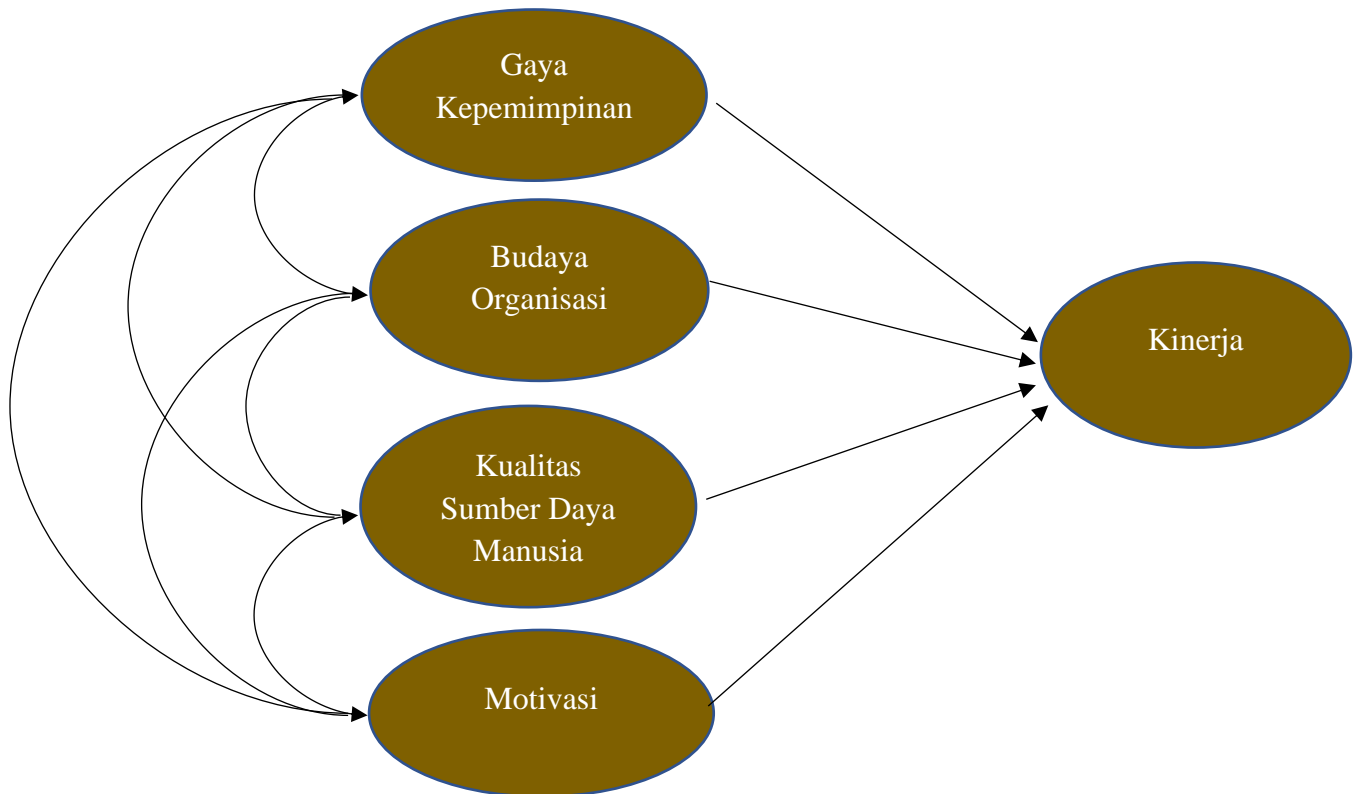 Gaya
Kepemimpinan
Budaya
Organisasi
Kualitas
Sumber Daya
Manusia
Motivasi
Kinerja